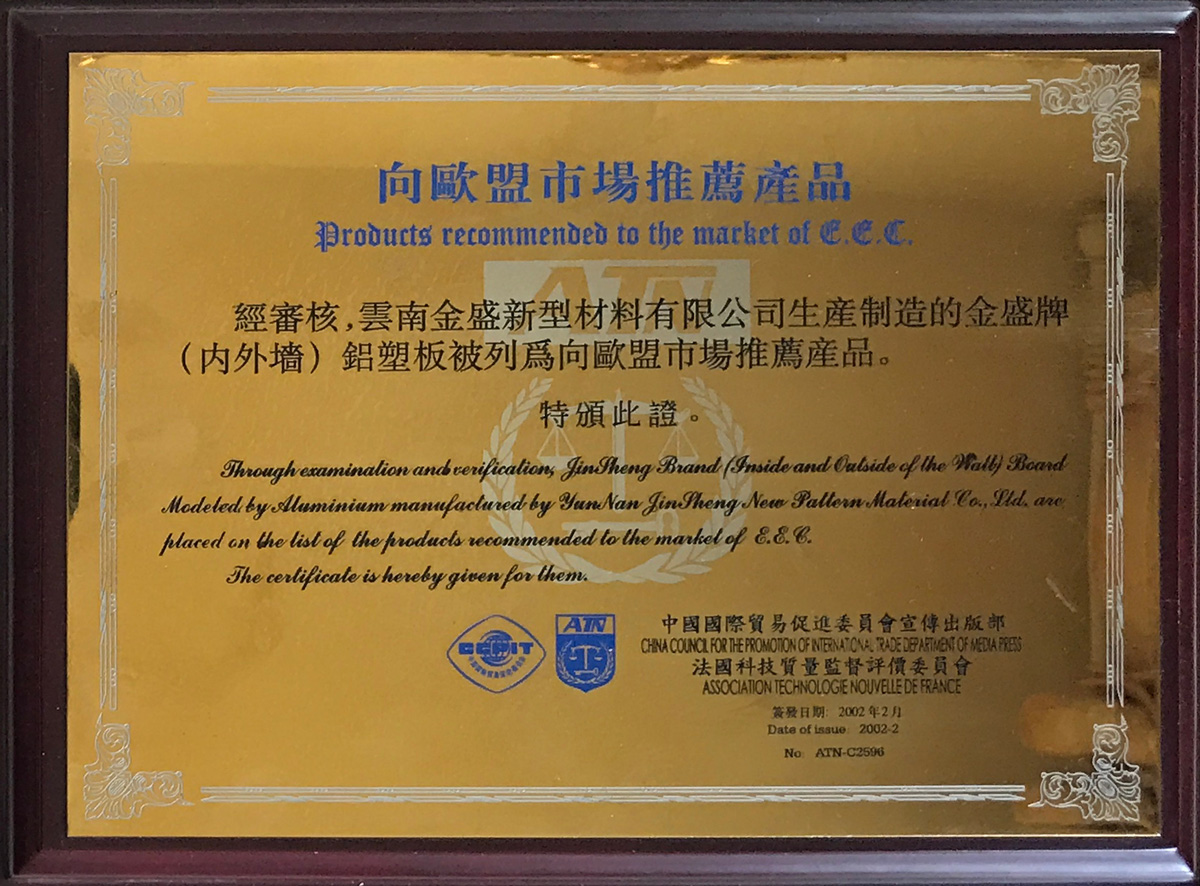 向歐盟市場推薦產品
Products recommended to the market of E.E.C.
ATN
經審核,雲南金盛新型材料有限公司生産制造的金盛牌
(内外墻)鋁塑板被列爲向歐盟市場推薦産品。
特頒此證。
Through examination and verification, JinSheng Brand (Inside and Outside of the Wall) Board
Modeled by Aluminium manufactured by YunNan JinSheng New Pattern Material Co., Ltd. are
placed on the list of the products recommended to the market of E.E.C.
The certificate is hereby given for them.
CCPIT
ATN
中國國際貿易促進委員會宣傳出版部
CHINA COUNCIL FOR THE PROMOTION OF INTERNATIONAL TRADE DEPARTMENT OF MEDIA PRESS
法國科技質量監督評價委員會
ASSOCIATION TECHNOLOGIE NOUVELLE DE FRANCE
簽發日期: 2002年2月
Date of issue: 2002-2
No: ATN-C2596